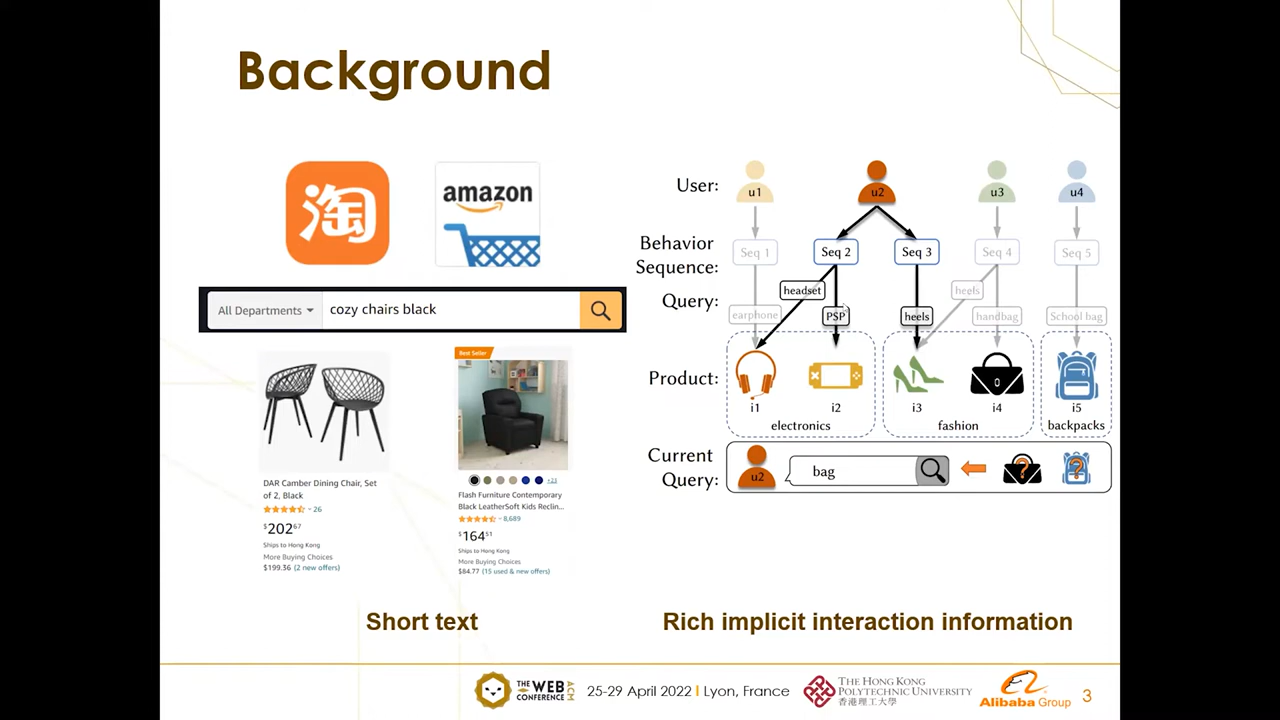 Background
淘
amazon
All Departments
cozy chairs black
DAR Camber Dining Chair, Set
of 2, Black
~ 26
$202 67
Ships to Hong Kong
More Buying Choices
$199.36 (2 new offers)
Best Seller
+23
Flash Furniture Contemporary
Black LeatherSoft Kids Reclin...
~ 8,689
$164 51
Ships to Hong Kong
More Buying Choices
$84.77 (15 used & new offers)
Short text
User:
u1
u2
u3
u4
Behavior
Sequence:
Seq 1
Seq 2
Seq 3
Seq 4
Seq 5
Query:
headset
heels
earphone
PSP
heels
handbag
School bag
Product:
i1
i2
i3
i4
i5
electronics
fashion
backpacks
Current
Query:
u2
bag
?
?
Rich implicit interaction information
THE WEB CONFERENCE ACM
25-29 April 2022 | Lyon, France
THE HONG KONG
POLYTECHNIC UNIVERSITY
香港理工大學
Alibaba Group
3